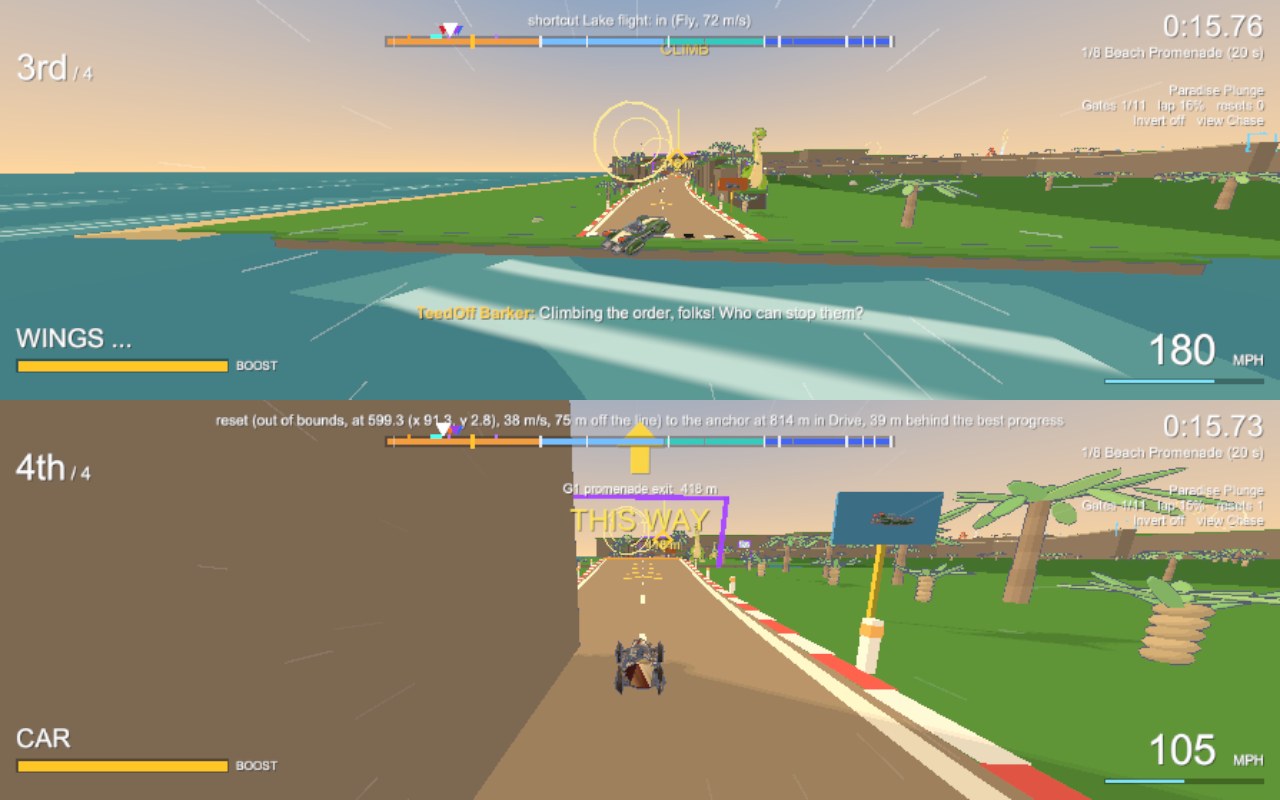 shortcut Lake flight: in (Fly, 72 m/s)
0:15.76
CLIMB
1/8 Beach Promenade (20 s)
3rd / 4
Paradise Plunge
Gates 1/11 lap 16% resets 0
Invert off view Chase
TeedOff Barker: Climbing the order, folks! Who can stop them?
WINGS ...
180 MPH
BOOST
reset (out of bounds, at 599.3 (x 91.3, y 2.8), 38 m/s, 75 m off the line) to the anchor at 814 m in Drive, 39 m behind the best progress
0:15.73
1/8 Beach Promenade (20 s)
4th / 4
G1 promenade exit 418 m
Paradise Plunge
Gates 1/11 lap 16% resets 1
THIS WAY
Invert off view Chase
CAR
105 MPH
BOOST